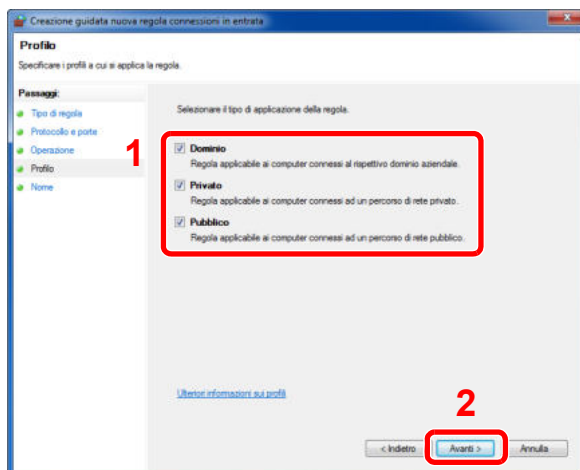 Creazione guidata nuova regola connessioni in entrata
Profilo
Specificare i profili a cui si applica la regola.
Passaggi:
Tipo di regola
Protocollo e porte
Operazione
Profilo
Nome
1
Selezionare il tipo di applicazione della regola.
Dominio
Regola applicabile ai computer connessi al rispettivo dominio aziendale.
Privato
Regola applicabile ai computer connessi ad un percorso di rete privato.
Pubblico
Regola applicabile ai computer connessi ad un percorso di rete pubblico.
Ulteriori informazioni sui profili
2
< Indietro
Avanti >
Annulla